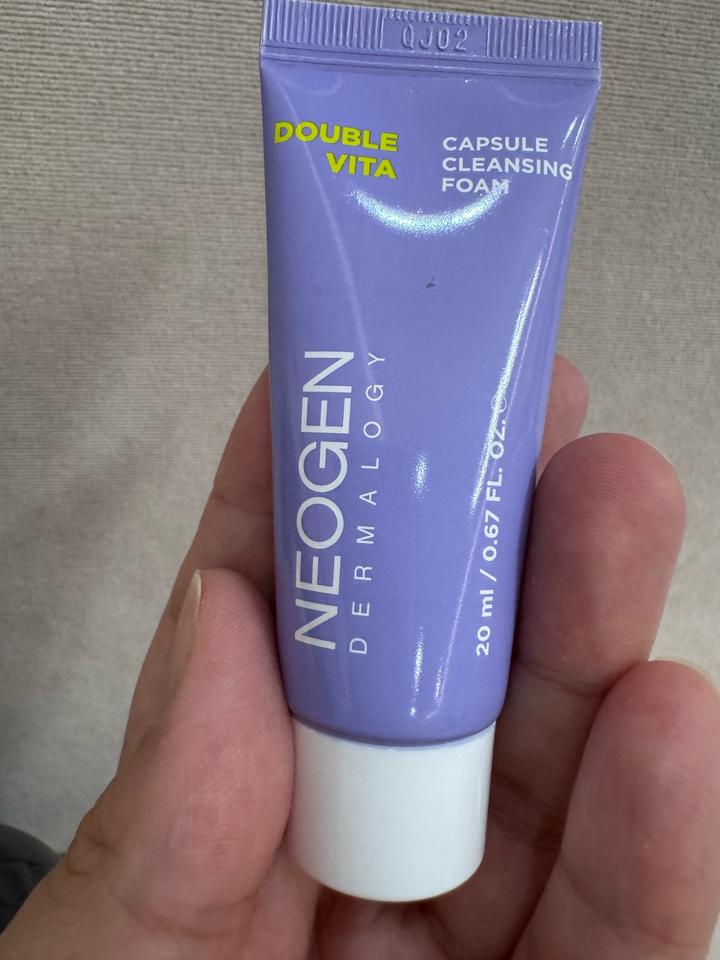 QJ02
DOUBLE
VITA
CAPSULE
CLEANSING
FOAM
NEOGEN
DERMALOGY
20 ml / 0.67 FL. OZ. ⓔ